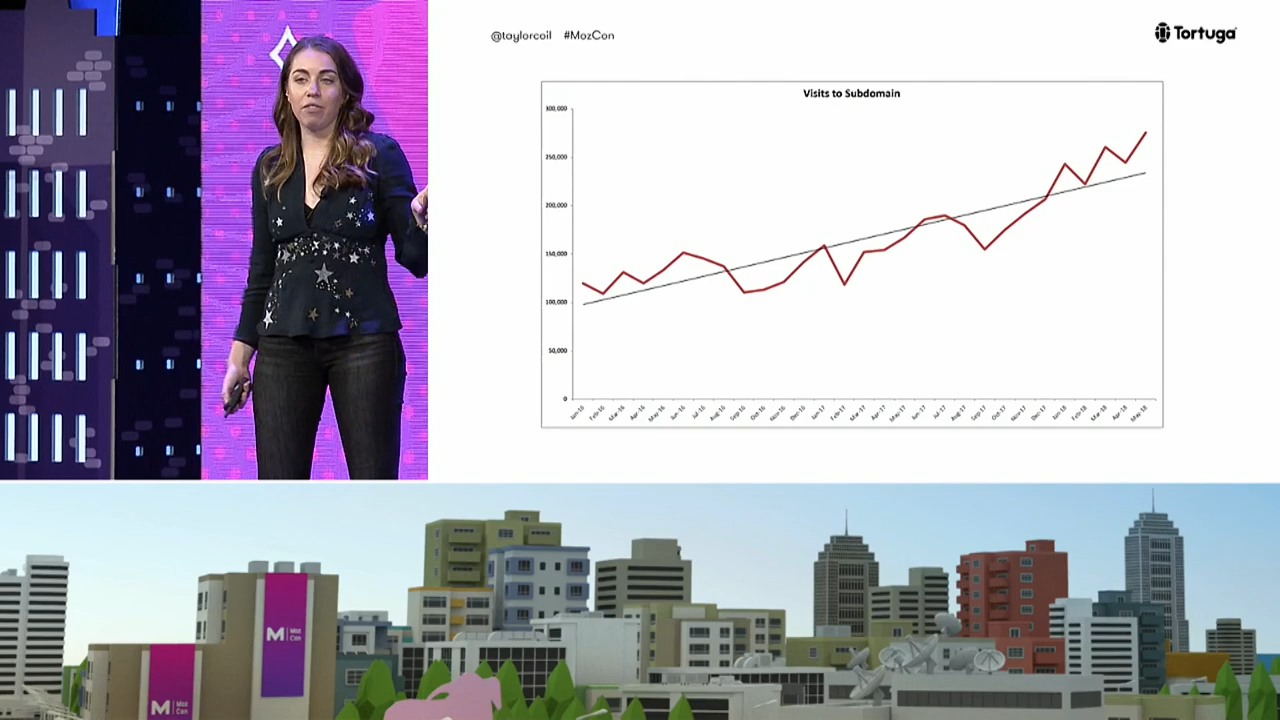 @taylorcoil #MozCon
Tortuga
Visits to Subdomain
300,000
250,000
200,000
150,000
100,000
50,000
0
Jan-16 Feb-16 Mar-16 Apr-16 May-16 Jun-16 Jul-16 Aug-16 Sep-16 Oct-16 Nov-16 Dec-16 Jan-17 Feb-17 Mar-17 Apr-17 May-17 Jun-17 Jul-17 Aug-17 Sep-17 Oct-17 Nov-17 Dec-17 Jan-18 Feb-18 Mar-18 Apr-18 May-18
M Moz Con
M Moz Con